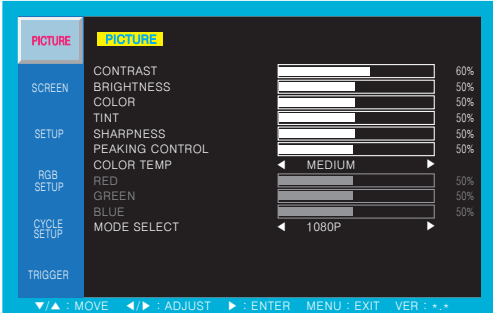 PICTURE
SCREEN
SETUP
RGB
SETUP
CYCLE
SETUP
TRIGGER
PICTURE
CONTRAST 60%
BRIGHTNESS 50%
COLOR 50%
TINT 50%
SHARPNESS 50%
PEAKING CONTROL 50%
COLOR TEMP ◀ MEDIUM ▶
RED 50%
GREEN 50%
BLUE 50%
MODE SELECT ◀ 1080P ▶
▼/▲ : MOVE ◀/▶ : ADJUST ▶ : ENTER MENU : EXIT VER : *.*